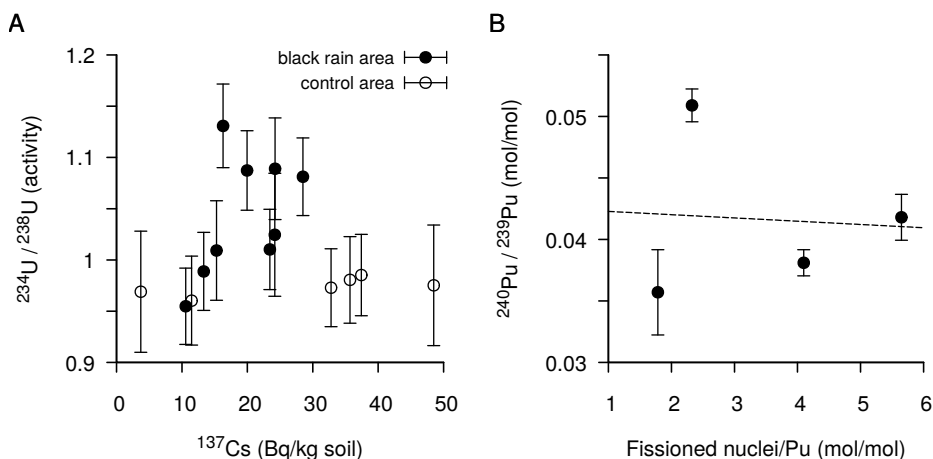 A
B
black rain area
control area
1.2
1.1
1
0.9
²³⁴U / ²³⁸U (activity)
0 10 20 30 40 50
¹³⁷Cs (Bq/kg soil)
0.05
0.04
0.03
²⁴⁰Pu / ²³⁹Pu (mol/mol)
1 2 3 4 5 6
Fissioned nuclei/Pu (mol/mol)